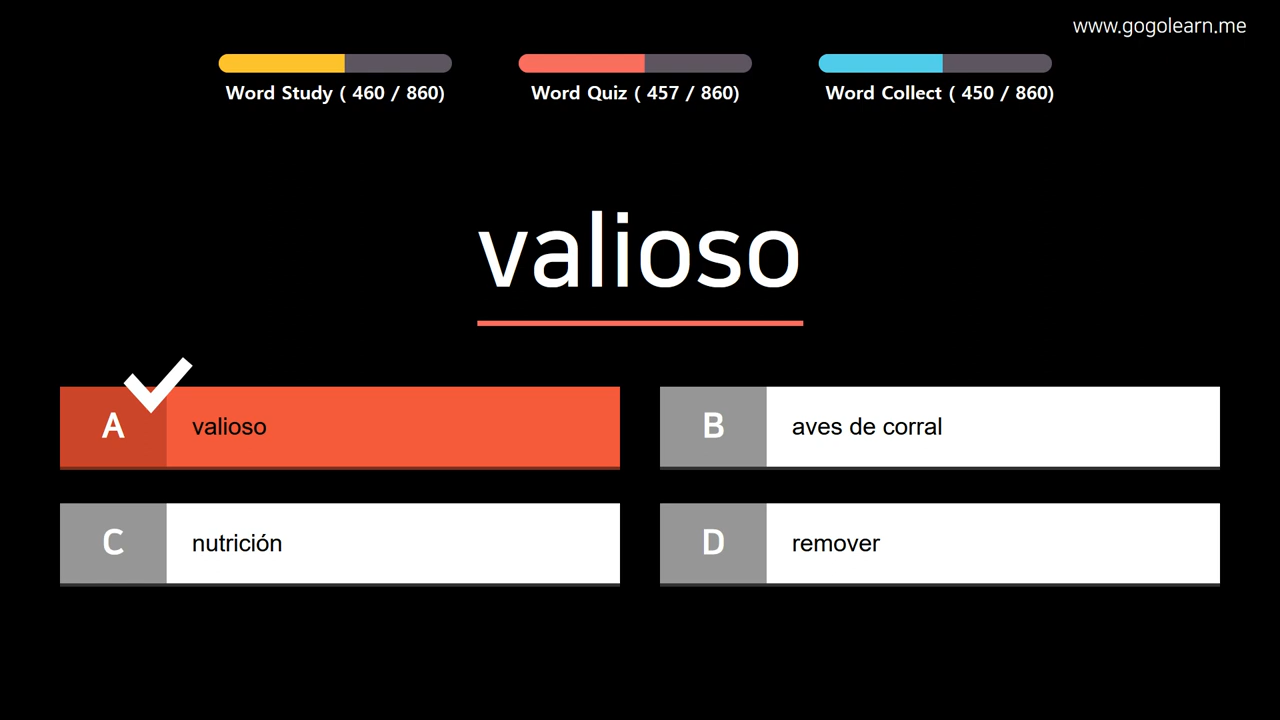 www.gogolearn.me
Word Study ( 460 / 860)
Word Quiz ( 457 / 860)
Word Collect ( 450 / 860)
valioso
A valioso
B aves de corral
C nutrición
D remover